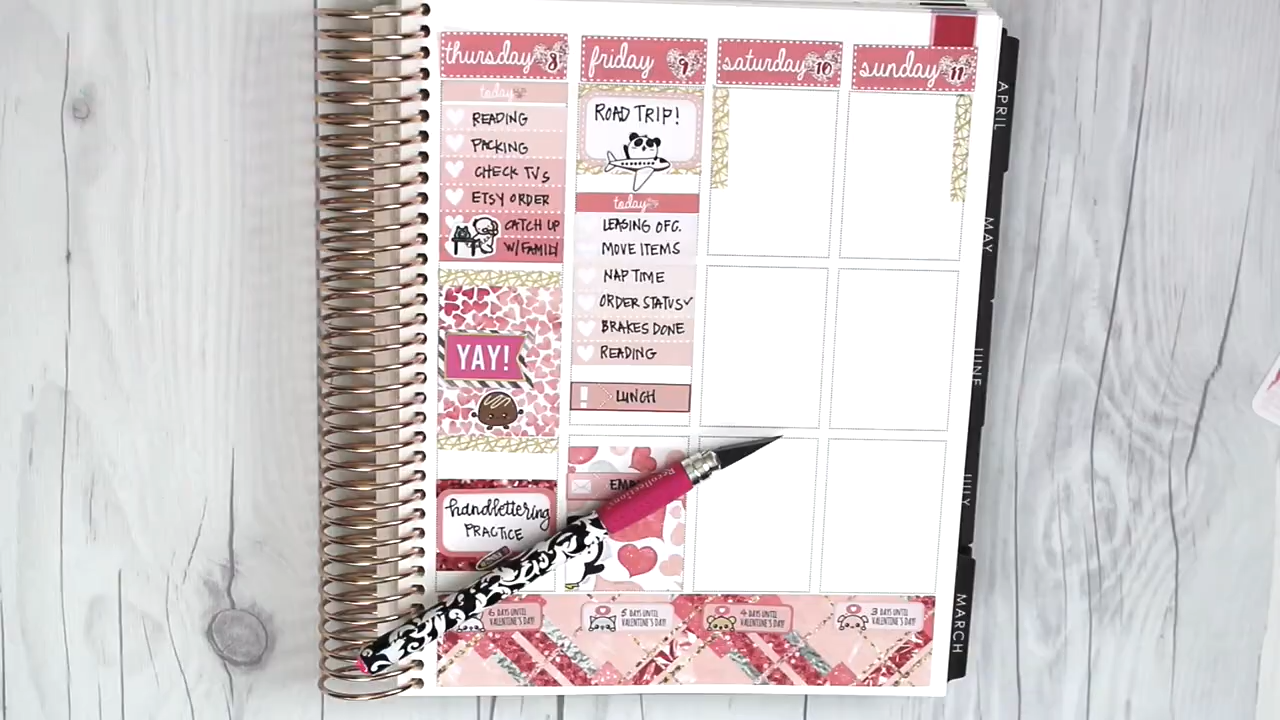 thursday 8
today
READING
PACKING
CHECK TVs
ETSY ORDER
CATCH UP
W/FAMILY
YAY!
handlettering
PRACTICE
friday 9
ROAD TRIP!
today
LEASING OFC.
MOVE ITEMS
NAP TIME
ORDER STATUS✓
BRAKES DONE
READING
LUNCH
Recollections
saturday 10
sunday 11
6 DAYS UNTIL
VALENTINE'S DAY!
5 DAYS UNTIL
VALENTINE'S DAY!
4 DAYS UNTIL
VALENTINE'S DAY!
3 DAYS UNTIL
VALENTINE'S DAY!
APRIL
MAY
JUNE
JULY
MARCH